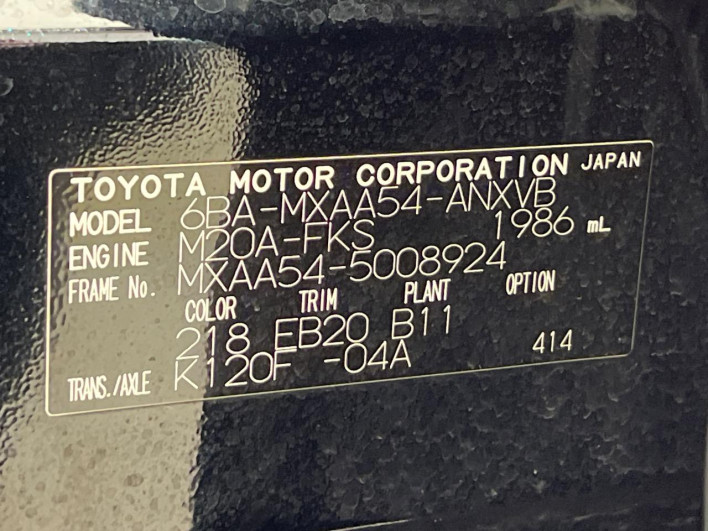 TOYOTA MOTOR CORPORATION JAPAN
MODEL 6BA-MXAA54-ANXVB
ENGINE M20A-FKS 1986 mL
FRAME No. MXAA54-5008924
COLOR TRIM PLANT OPTION
218 EB20 B11
TRANS./AXLE K120F -04A 414